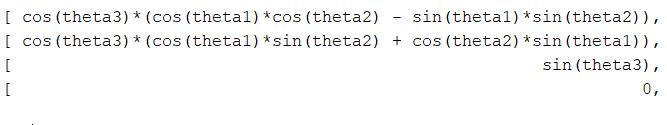 [ cos(theta3)*(cos(theta1)*cos(theta2) - sin(theta1)*sin(theta2)),
[ cos(theta3)*(cos(theta1)*sin(theta2) + cos(theta2)*sin(theta1)),
[ sin(theta3),
[ 0,